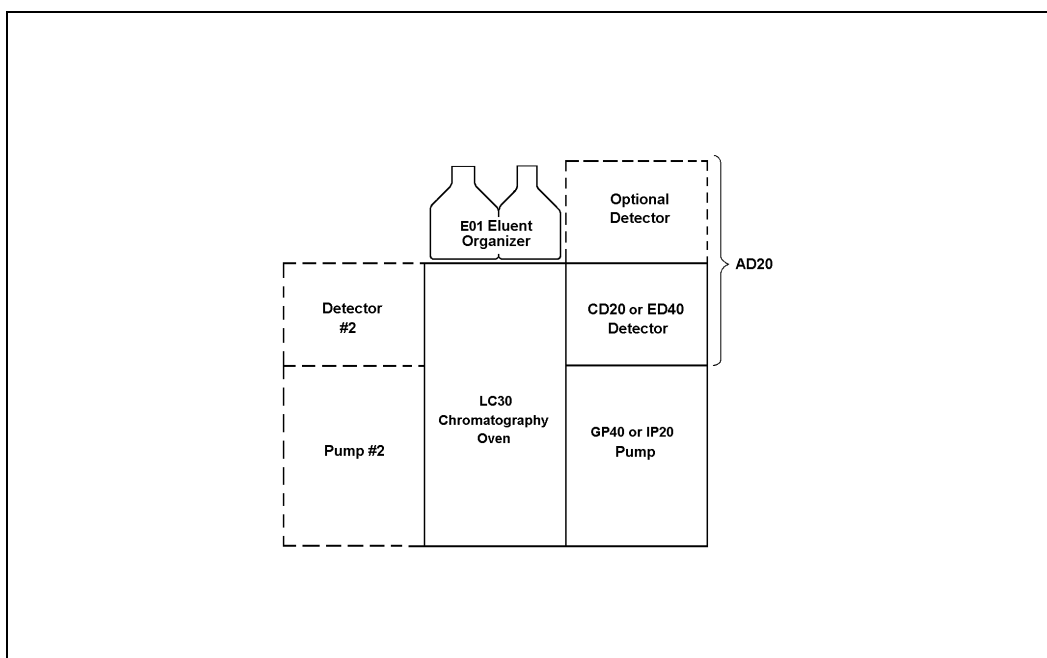 Optional
Detector
E01 Eluent
Organizer
AD20
Detector
#2
CD20 or ED40
Detector
LC30
Chromatography
Oven
GP40 or IP20
Pump
Pump #2